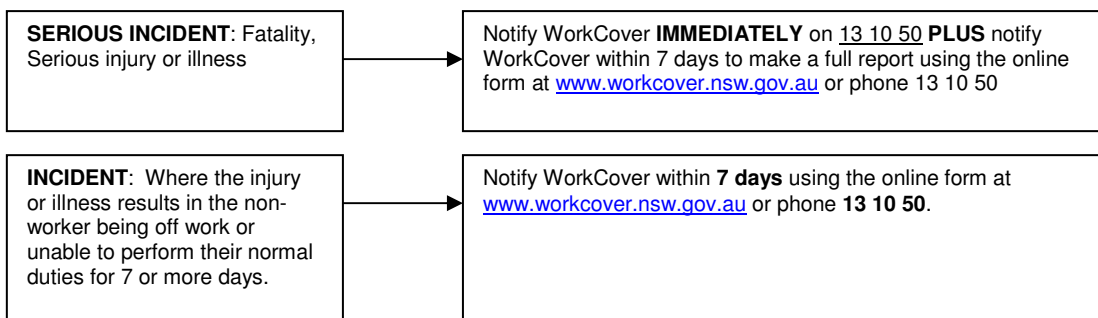 SERIOUS INCIDENT: Fatality,
Serious injury or illness
Notify WorkCover IMMEDIATELY on 13 10 50 PLUS notify
WorkCover within 7 days to make a full report using the online
form at www.workcover.nsw.gov.au or phone 13 10 50
INCIDENT: Where the injury
or illness results in the non-
worker being off work or
unable to perform their normal
duties for 7 or more days.
Notify WorkCover within 7 days using the online form at
www.workcover.nsw.gov.au or phone 13 10 50.